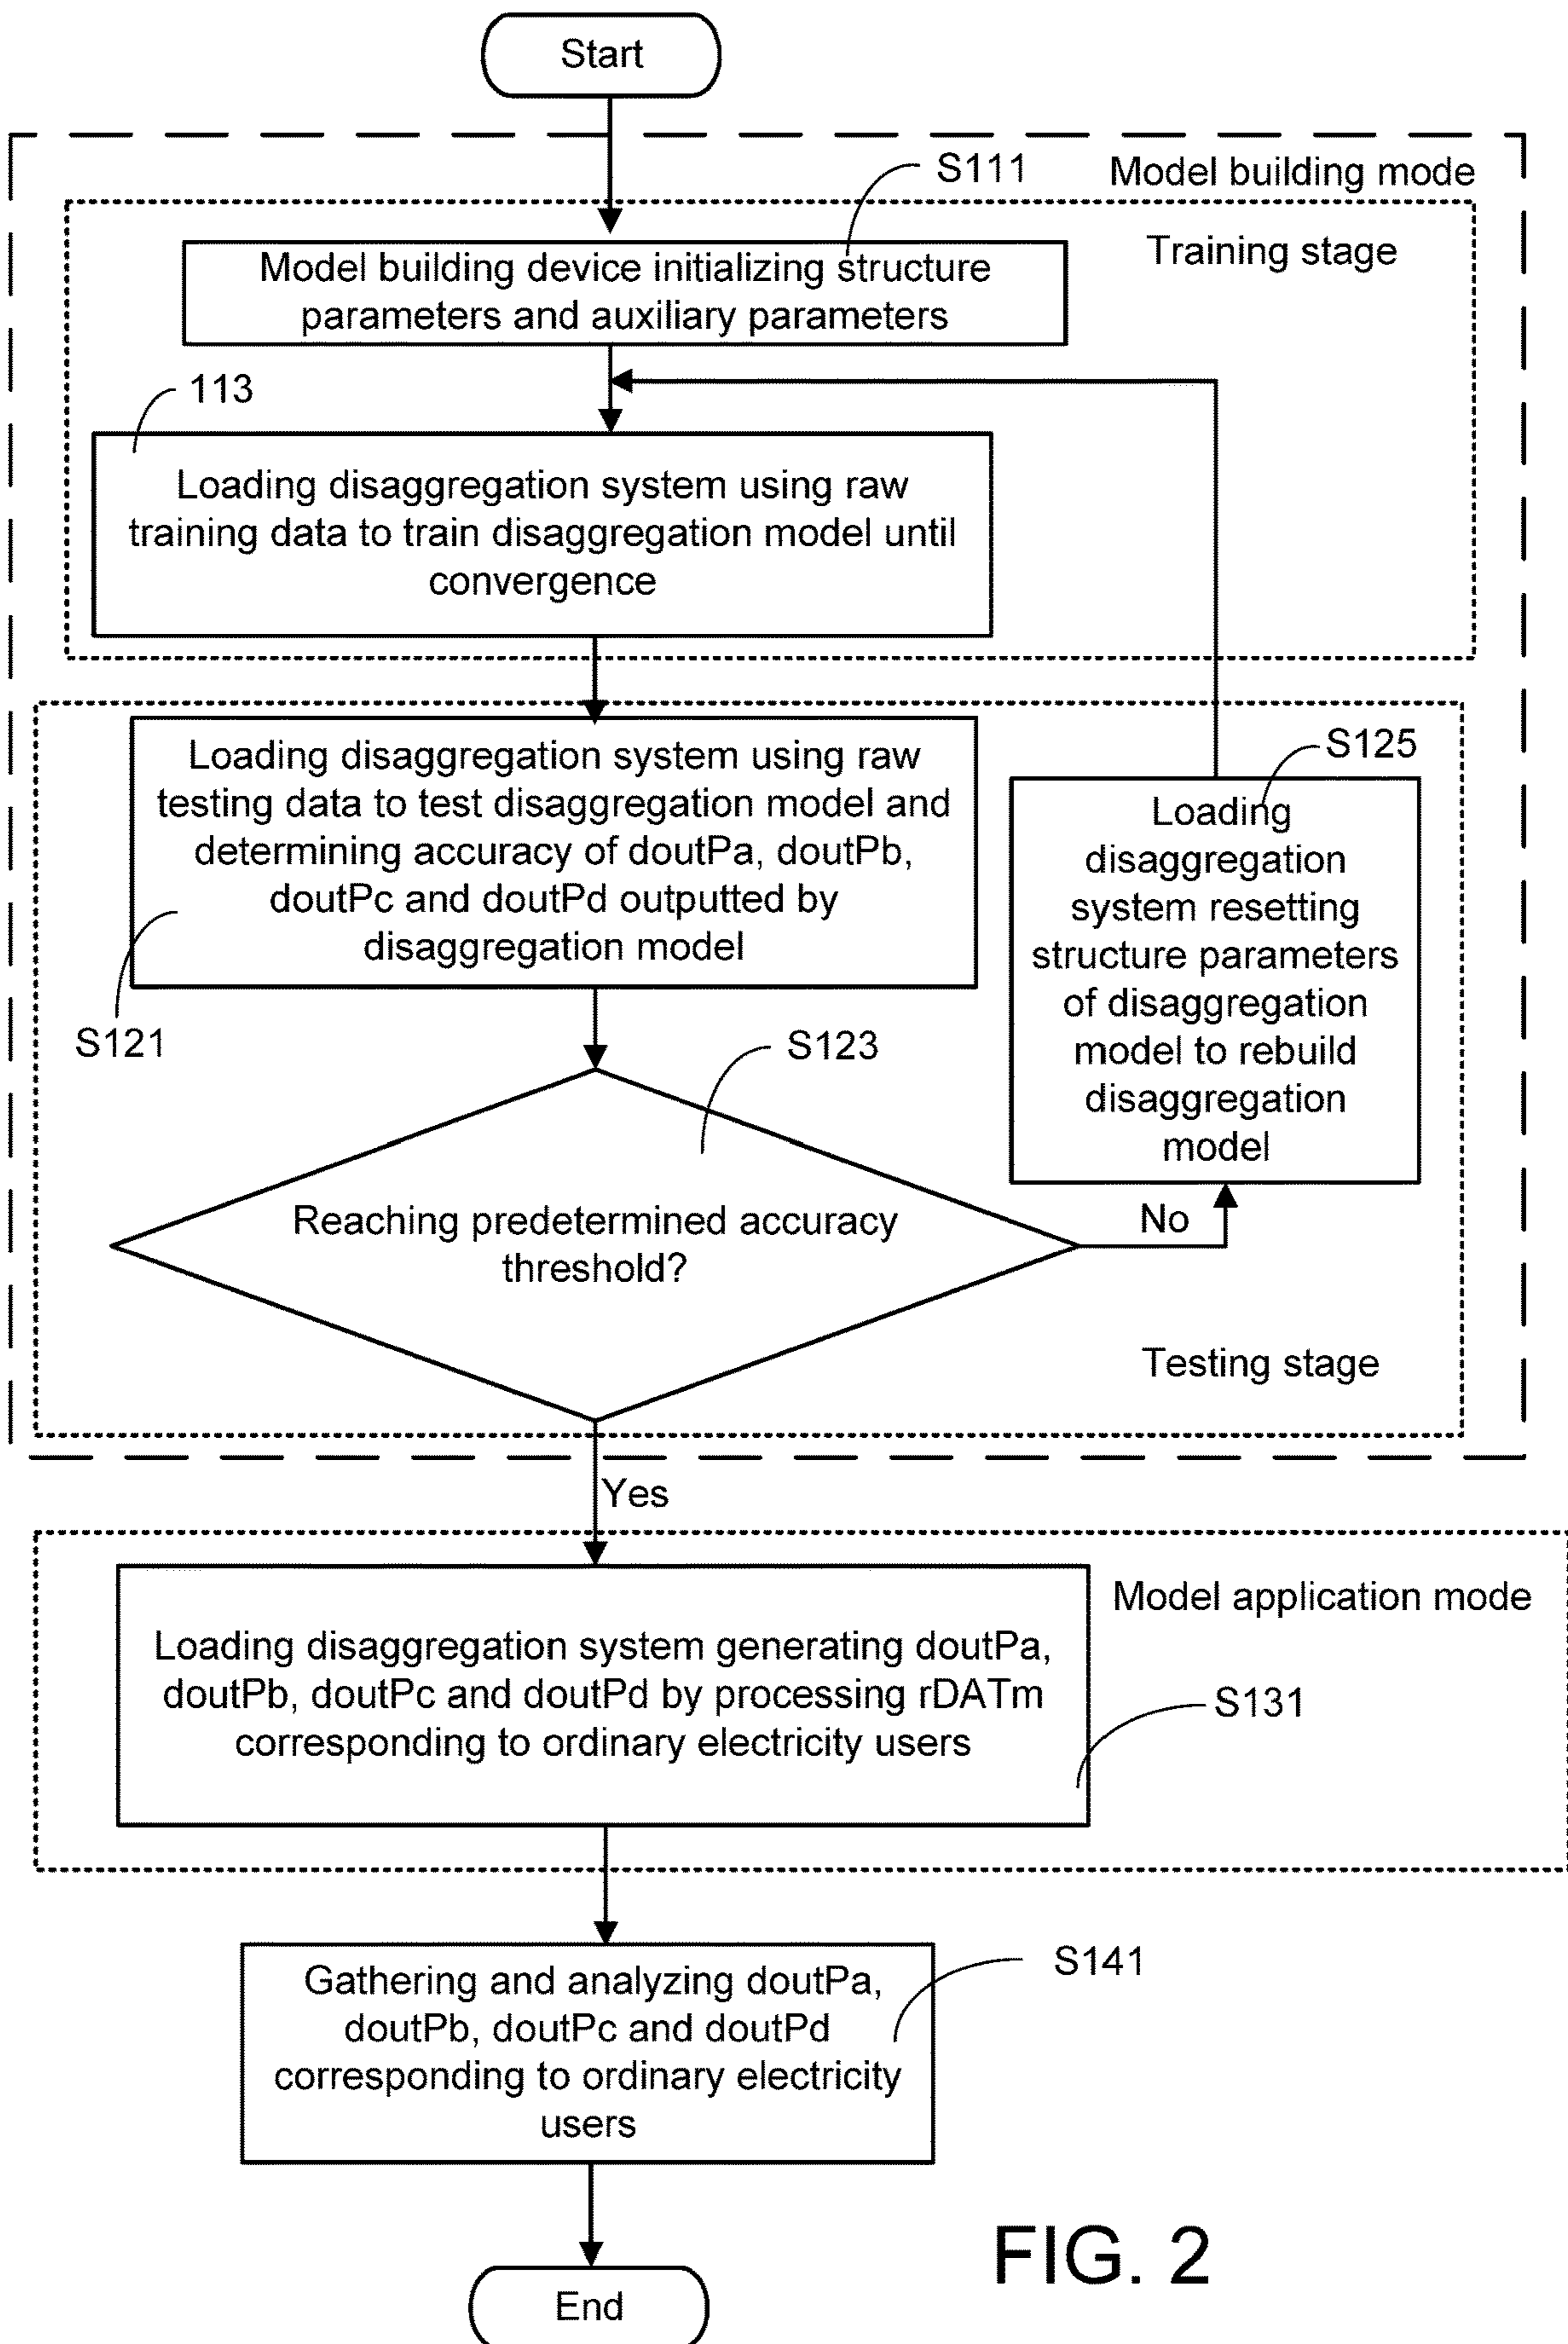 Start
Model building mode
S111
Training stage
Model building device initializing structure
parameters and auxiliary parameters
113
Loading disaggregation system using raw
training data to train disaggregation model until
convergence
Loading disaggregation system using raw
testing data to test disaggregation model and
determining accuracy of doutPa, doutPb,
doutPc and doutPd outputted by
disaggregation model
S121
S125
Loading
disaggregation
system resetting
structure parameters
of disaggregation
model to rebuild
disaggregation
model
S123
Reaching predetermined accuracy
threshold?
No
Testing stage
Yes
Model application mode
Loading disaggregation system generating doutPa,
doutPb, doutPc and doutPd by processing rDATm
corresponding to ordinary electricity users
S131
Gathering and analyzing doutPa,
doutPb, doutPc and doutPd
corresponding to ordinary electricity
users
S141
End
FIG. 2